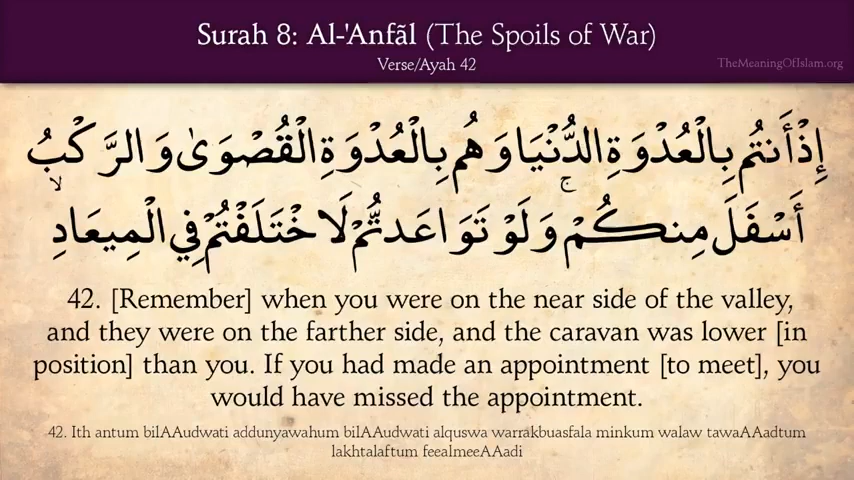 Surah 8: Al-'Anfãl (The Spoils of War)
Verse/Ayah 42
TheMeaningOfIslam.org
إِذْ أَنتُم بِالْعُدْوَةِ الدُّنْيَا وَهُم بِالْعُدْوَةِ الْقُصْوَىٰ وَالرَّكْبُ
أَسْفَلَ مِنكُمْ ۚ وَلَوْ تَوَاعَدتُّمْ لَاخْتَلَفْتُمْ فِي الْمِيعَادِ ۙ
42. [Remember] when you were on the near side of the valley,
and they were on the farther side, and the caravan was lower [in
position] than you. If you had made an appointment [to meet], you
would have missed the appointment.
42. Ith antum bilAAudwati addunyawahum bilAAudwati alquswa warrakbuasfala minkum walaw tawaAAadtum
lakhtalaftum feealmeeAAadi